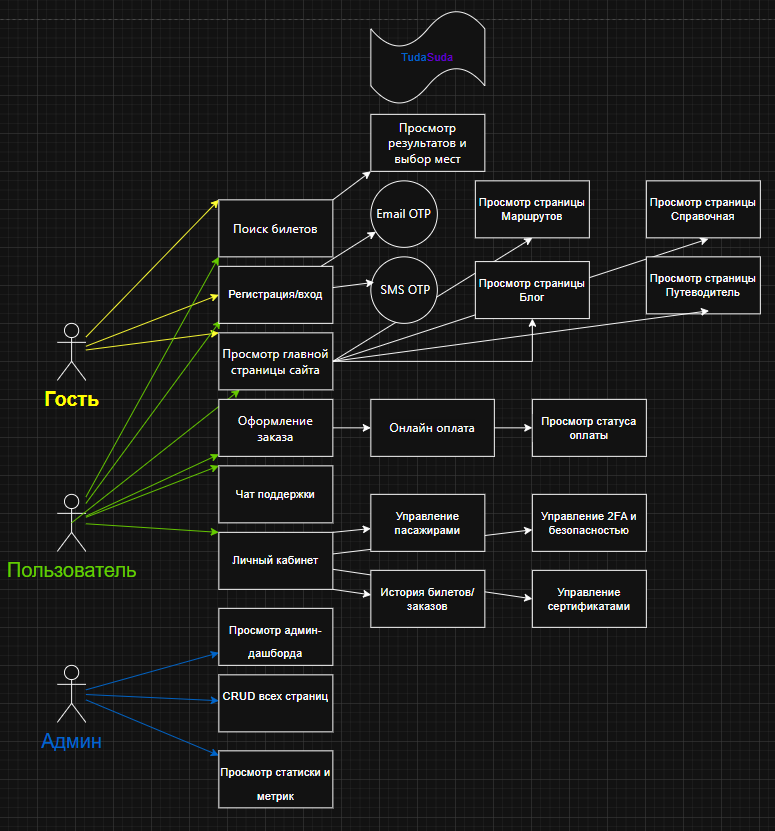 TudaSuda
Просмотр
результатов и
выбор мест
Поиск билетов
Email OTP
Просмотр страницы
Маршрутов
Просмотр страницы
Справочная
Регистрация/вход
SMS OTP
Просмотр страницы
Блог
Просмотр страницы
Путеводитель
Просмотр главной
страницы сайта
Гость
Оформление
заказа
Онлайн оплата
Просмотр статуса
оплаты
Чат поддержки
Пользователь
Личный кабинет
Управление
пасажирами
Управление 2FA и
безопасностью
История билетов/
заказов
Управление
сертификатами
Просмотр админ-
дашборда
CRUD всех страниц
Админ
Просмотр статиски и
метрик